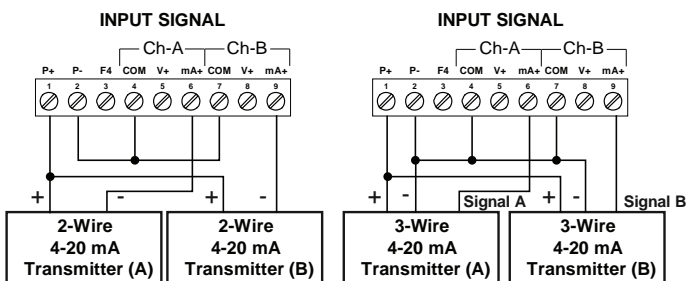 INPUT SIGNAL
Ch-A Ch-B
P+ P- F4 COM V+ mA+ COM V+ mA+
1 2 3 4 5 6 7 8 9
+ - + -
2-Wire
4-20 mA
Transmitter (A)
2-Wire
4-20 mA
Transmitter (B)
INPUT SIGNAL
Ch-A Ch-B
P+ P- F4 COM V+ mA+ COM V+ mA+
1 2 3 4 5 6 7 8 9
+ - Signal A + - Signal B
3-Wire
4-20 mA
Transmitter (A)
3-Wire
4-20 mA
Transmitter (B)